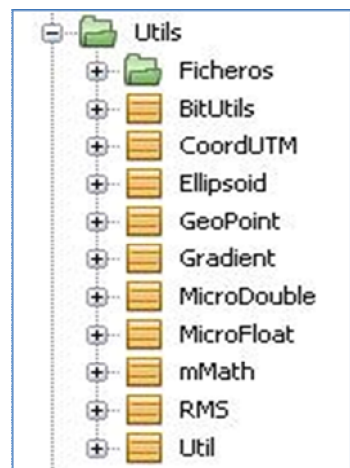 Utils
Ficheros
BitUtils
CoordUTM
Ellipsoid
GeoPoint
Gradient
MicroDouble
MicroFloat
mMath
RMS
Util